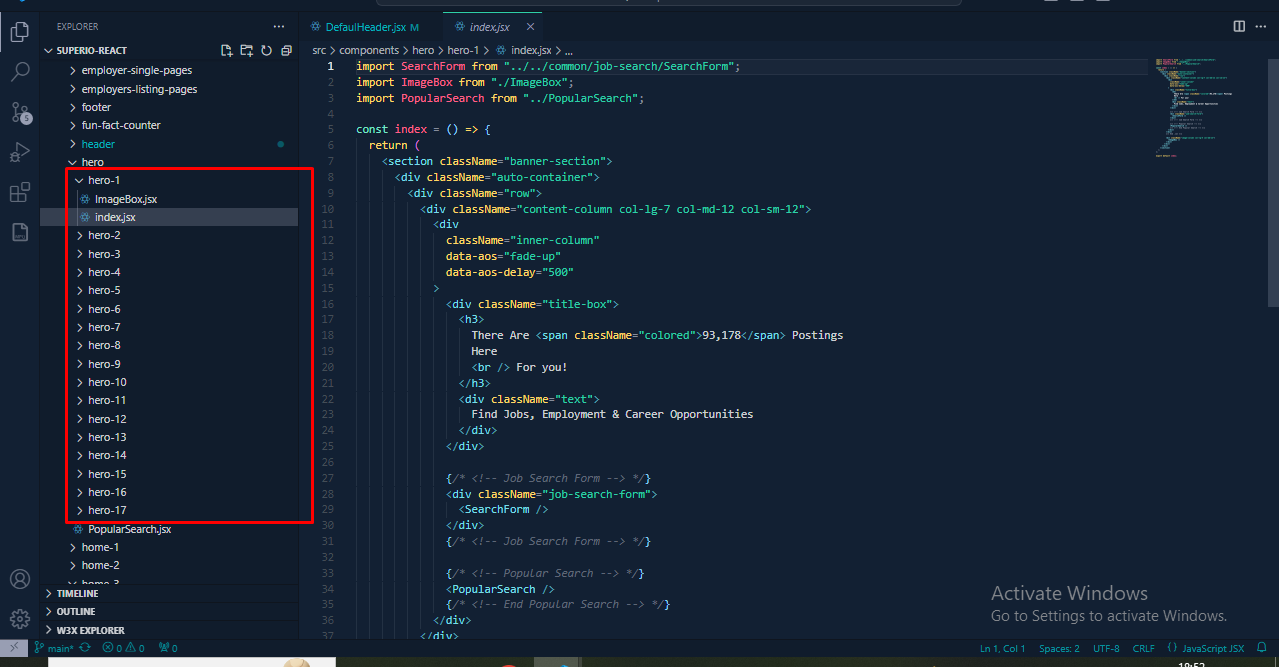 EXPLORER
SUPERIO-REACT
employer-single-pages
employers-listing-pages
footer
fun-fact-counter
header
hero
hero-1
ImageBox.jsx
index.jsx
hero-2
hero-3
hero-4
hero-5
hero-6
hero-7
hero-8
hero-9
hero-10
hero-11
hero-12
hero-13
hero-14
hero-15
hero-16
hero-17
PopularSearch.jsx
home-1
home-2
home-3
TIMELINE
OUTLINE
W3X EXPLORER
5
DefaulHeader.jsx M
index.jsx
src > components > hero > hero-1 > index.jsx > ...
1 import SearchForm from "../../common/job-search/SearchForm";
2 import ImageBox from "./ImageBox";
3 import PopularSearch from "../PopularSearch";
4
5 const index = () => {
6 return (
7 <section className="banner-section">
8 <div className="auto-container">
9 <div className="row">
10 <div className="content-column col-lg-7 col-md-12 col-sm-12">
11 <div
12 className="inner-column"
13 data-aos="fade-up"
14 data-aos-delay="500"
15 >
16 <div className="title-box">
17 <h3>
18 There Are <span className="colored">93,178</span> Postings
19 Here
20 <br /> For you!
21 </h3>
22 <div className="text">
23 Find Jobs, Employment & Career Opportunities
24 </div>
25 </div>
26
27 {/* <!-- Job Search Form --> */}
28 <div className="job-search-form">
29 <SearchForm />
30 </div>
31 {/* <!-- Job Search Form --> */}
32
33 {/* <!-- Popular Search --> */}
34 <PopularSearch />
35 {/* <!-- End Popular Search --> */}
36 </div>
37 </div>
Activate Windows
Go to Settings to activate Windows.
main* 0 0 0
Ln 1, Col 1 Spaces: 2 UTF-8 CRLF {} JavaScript JSX